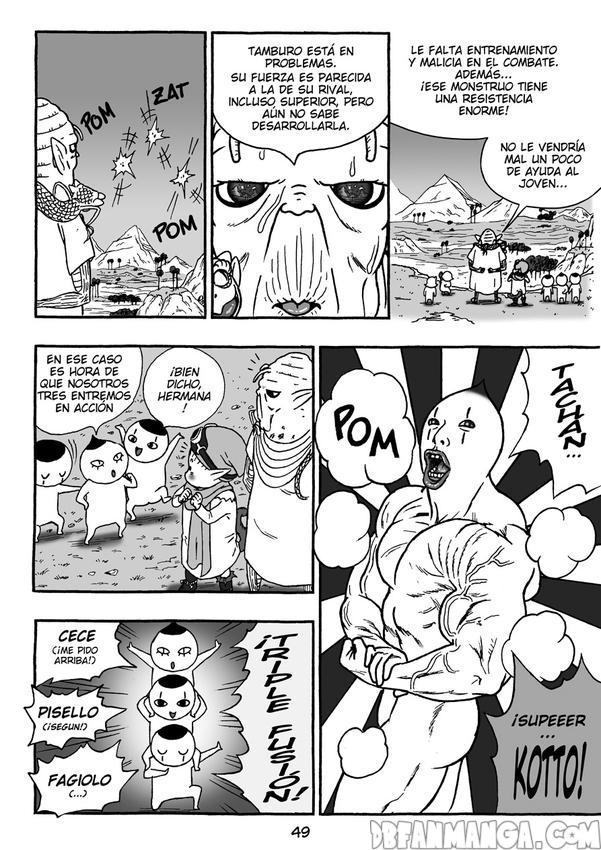 POM
ZAT
POM
TAMBURO ESTÁ EN
PROBLEMAS.
SU FUERZA ES PARECIDA
A LA DE SU RIVAL,
INCLUSO SUPERIOR, PERO
AÚN NO SABE
DESARROLLARLA.
LE FALTA ENTRENAMIENTO
Y MALICIA EN EL COMBATE.
ADEMÁS...
¡ESE MONSTRUO TIENE
UNA RESISTENCIA
ENORME!
NO LE VENDRÍA
MAL UN POCO
DE AYUDA AL
JOVEN...
EN ESE CASO
ES HORA DE
QUE NOSOTROS
TRES ENTREMOS
EN ACCIÓN
¡BIEN
DICHO,
HERMANA
!
CECE
(¡ME PIDO
ARRIBA!)
PISELLO
(¡SEGUN!)
FAGIOLO
(...)
¡TRIPLE FUSIÓN!
POM
TACHÁN...
¡SUPEEER
...
KOTTO!
49
DBFANMANGA.COM